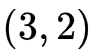 (3, 2)